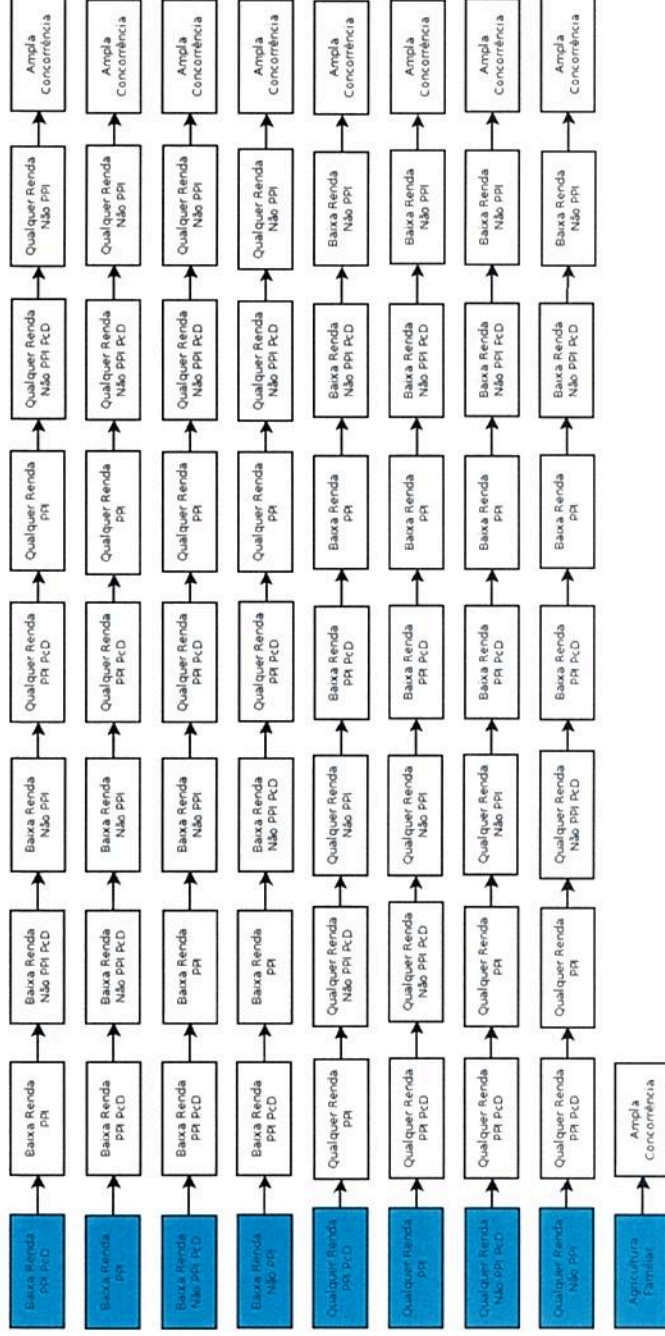 Baixa Renda
PPI PcD
Baixa Renda
PPI
Baixa Renda
Não PPI PcD
Baixa Renda
Não PPI
Qualquer Renda
PPI PcD
Qualquer Renda
PPI
Qualquer Renda
Não PPI PcD
Qualquer Renda
Não PPI
Ampla
Concorrência
Baixa Renda
PPI
Baixa Renda
PPI PcD
Baixa Renda
Não PPI PcD
Baixa Renda
Não PPI
Qualquer Renda
PPI PcD
Qualquer Renda
PPI
Qualquer Renda
Não PPI PcD
Qualquer Renda
Não PPI
Ampla
Concorrência
Baixa Renda
Não PPI PcD
Baixa Renda
PPI PcD
Baixa Renda
PPI
Baixa Renda
Não PPI
Qualquer Renda
PPI PcD
Qualquer Renda
PPI
Qualquer Renda
Não PPI PcD
Qualquer Renda
Não PPI
Ampla
Concorrência
Baixa Renda
Não PPI
Baixa Renda
PPI PcD
Baixa Renda
PPI
Baixa Renda
Não PPI PcD
Qualquer Renda
PPI PcD
Qualquer Renda
PPI
Qualquer Renda
Não PPI PcD
Qualquer Renda
Não PPI
Ampla
Concorrência
Qualquer Renda
PPI PcD
Qualquer Renda
PPI
Qualquer Renda
Não PPI PcD
Qualquer Renda
Não PPI
Baixa Renda
PPI PcD
Baixa Renda
PPI
Baixa Renda
Não PPI PcD
Baixa Renda
Não PPI
Ampla
Concorrência
Qualquer Renda
PPI
Qualquer Renda
PPI PcD
Qualquer Renda
Não PPI PcD
Qualquer Renda
Não PPI
Baixa Renda
PPI PcD
Baixa Renda
PPI
Baixa Renda
Não PPI PcD
Baixa Renda
Não PPI
Ampla
Concorrência
Qualquer Renda
Não PPI PcD
Qualquer Renda
PPI PcD
Qualquer Renda
PPI
Qualquer Renda
Não PPI
Baixa Renda
PPI PcD
Baixa Renda
PPI
Baixa Renda
Não PPI PcD
Baixa Renda
Não PPI
Ampla
Concorrência
Qualquer Renda
Não PPI
Qualquer Renda
PPI PcD
Qualquer Renda
PPI
Qualquer Renda
Não PPI PcD
Baixa Renda
PPI PcD
Baixa Renda
PPI
Baixa Renda
Não PPI PcD
Baixa Renda
Não PPI
Ampla
Concorrência
Agricultura
Familiar
Ampla
Concorrência